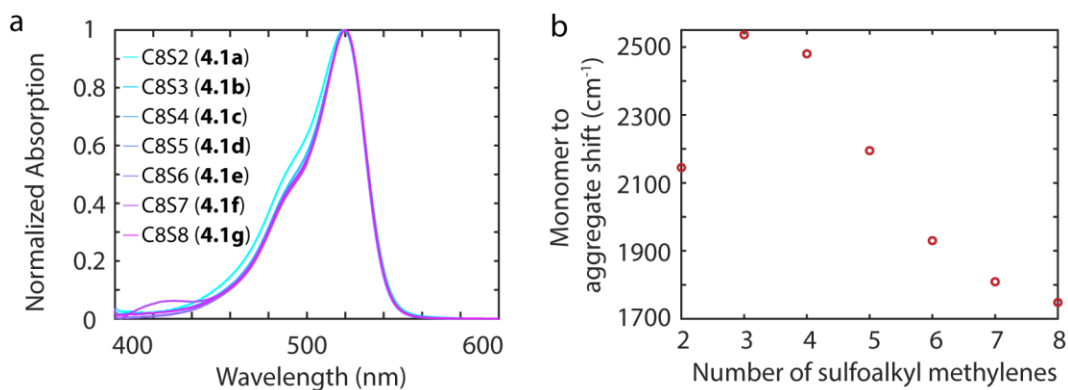 a
Normalized Absorption
1
0.8
0.6
0.4
0.2
0
C8S2 (4.1a)
C8S3 (4.1b)
C8S4 (4.1c)
C8S5 (4.1d)
C8S6 (4.1e)
C8S7 (4.1f)
C8S8 (4.1g)
400 500 600
Wavelength (nm)
b
Monomer to
aggregate shift (cm⁻¹)
2500
2300
2100
1900
1700
2 3 4 5 6 7 8
Number of sulfoalkyl methylenes